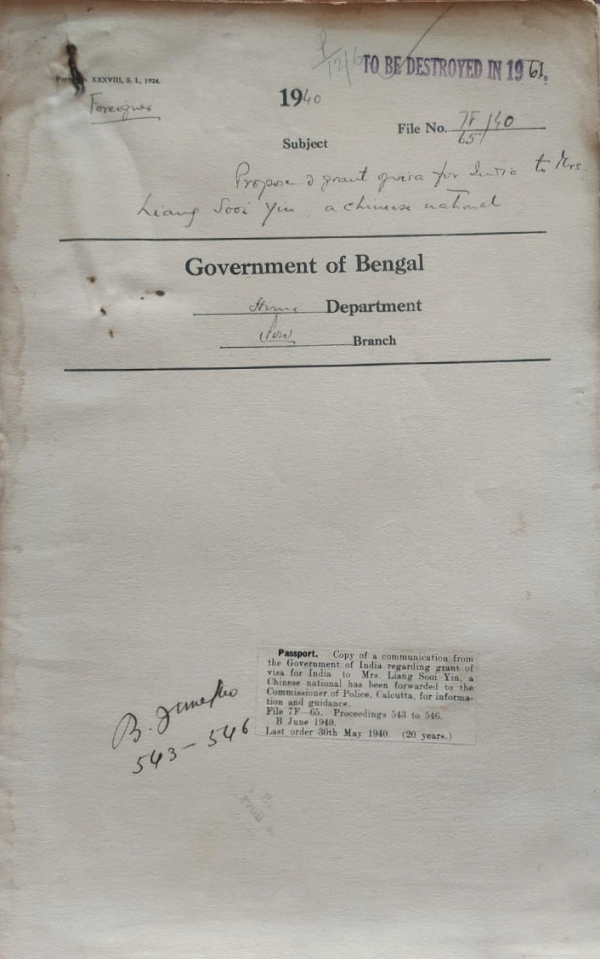 TO BE DESTROYED IN 1961.
XXXVIII, S. I., 1924.
Foreigner
1940
File No. 7F/40
65
Subject
Propose d grant of visa for India to Mrs.
Liang Sooi Yin a chinese national
Government of Bengal
Home Department
Branch
Passport. Copy of a communication from
the Government of India regarding grant of
visa for India to Mrs. Liang Sooi Yin, a
Chinese national has been forwarded to the
Commissioner of Police, Calcutta, for informa-
tion and guidance.
File 7F—65. Proceedings 543 to 546.
B June 1940.
Last order 30th May 1940. (20 years.)
B. June/40
543 – 546